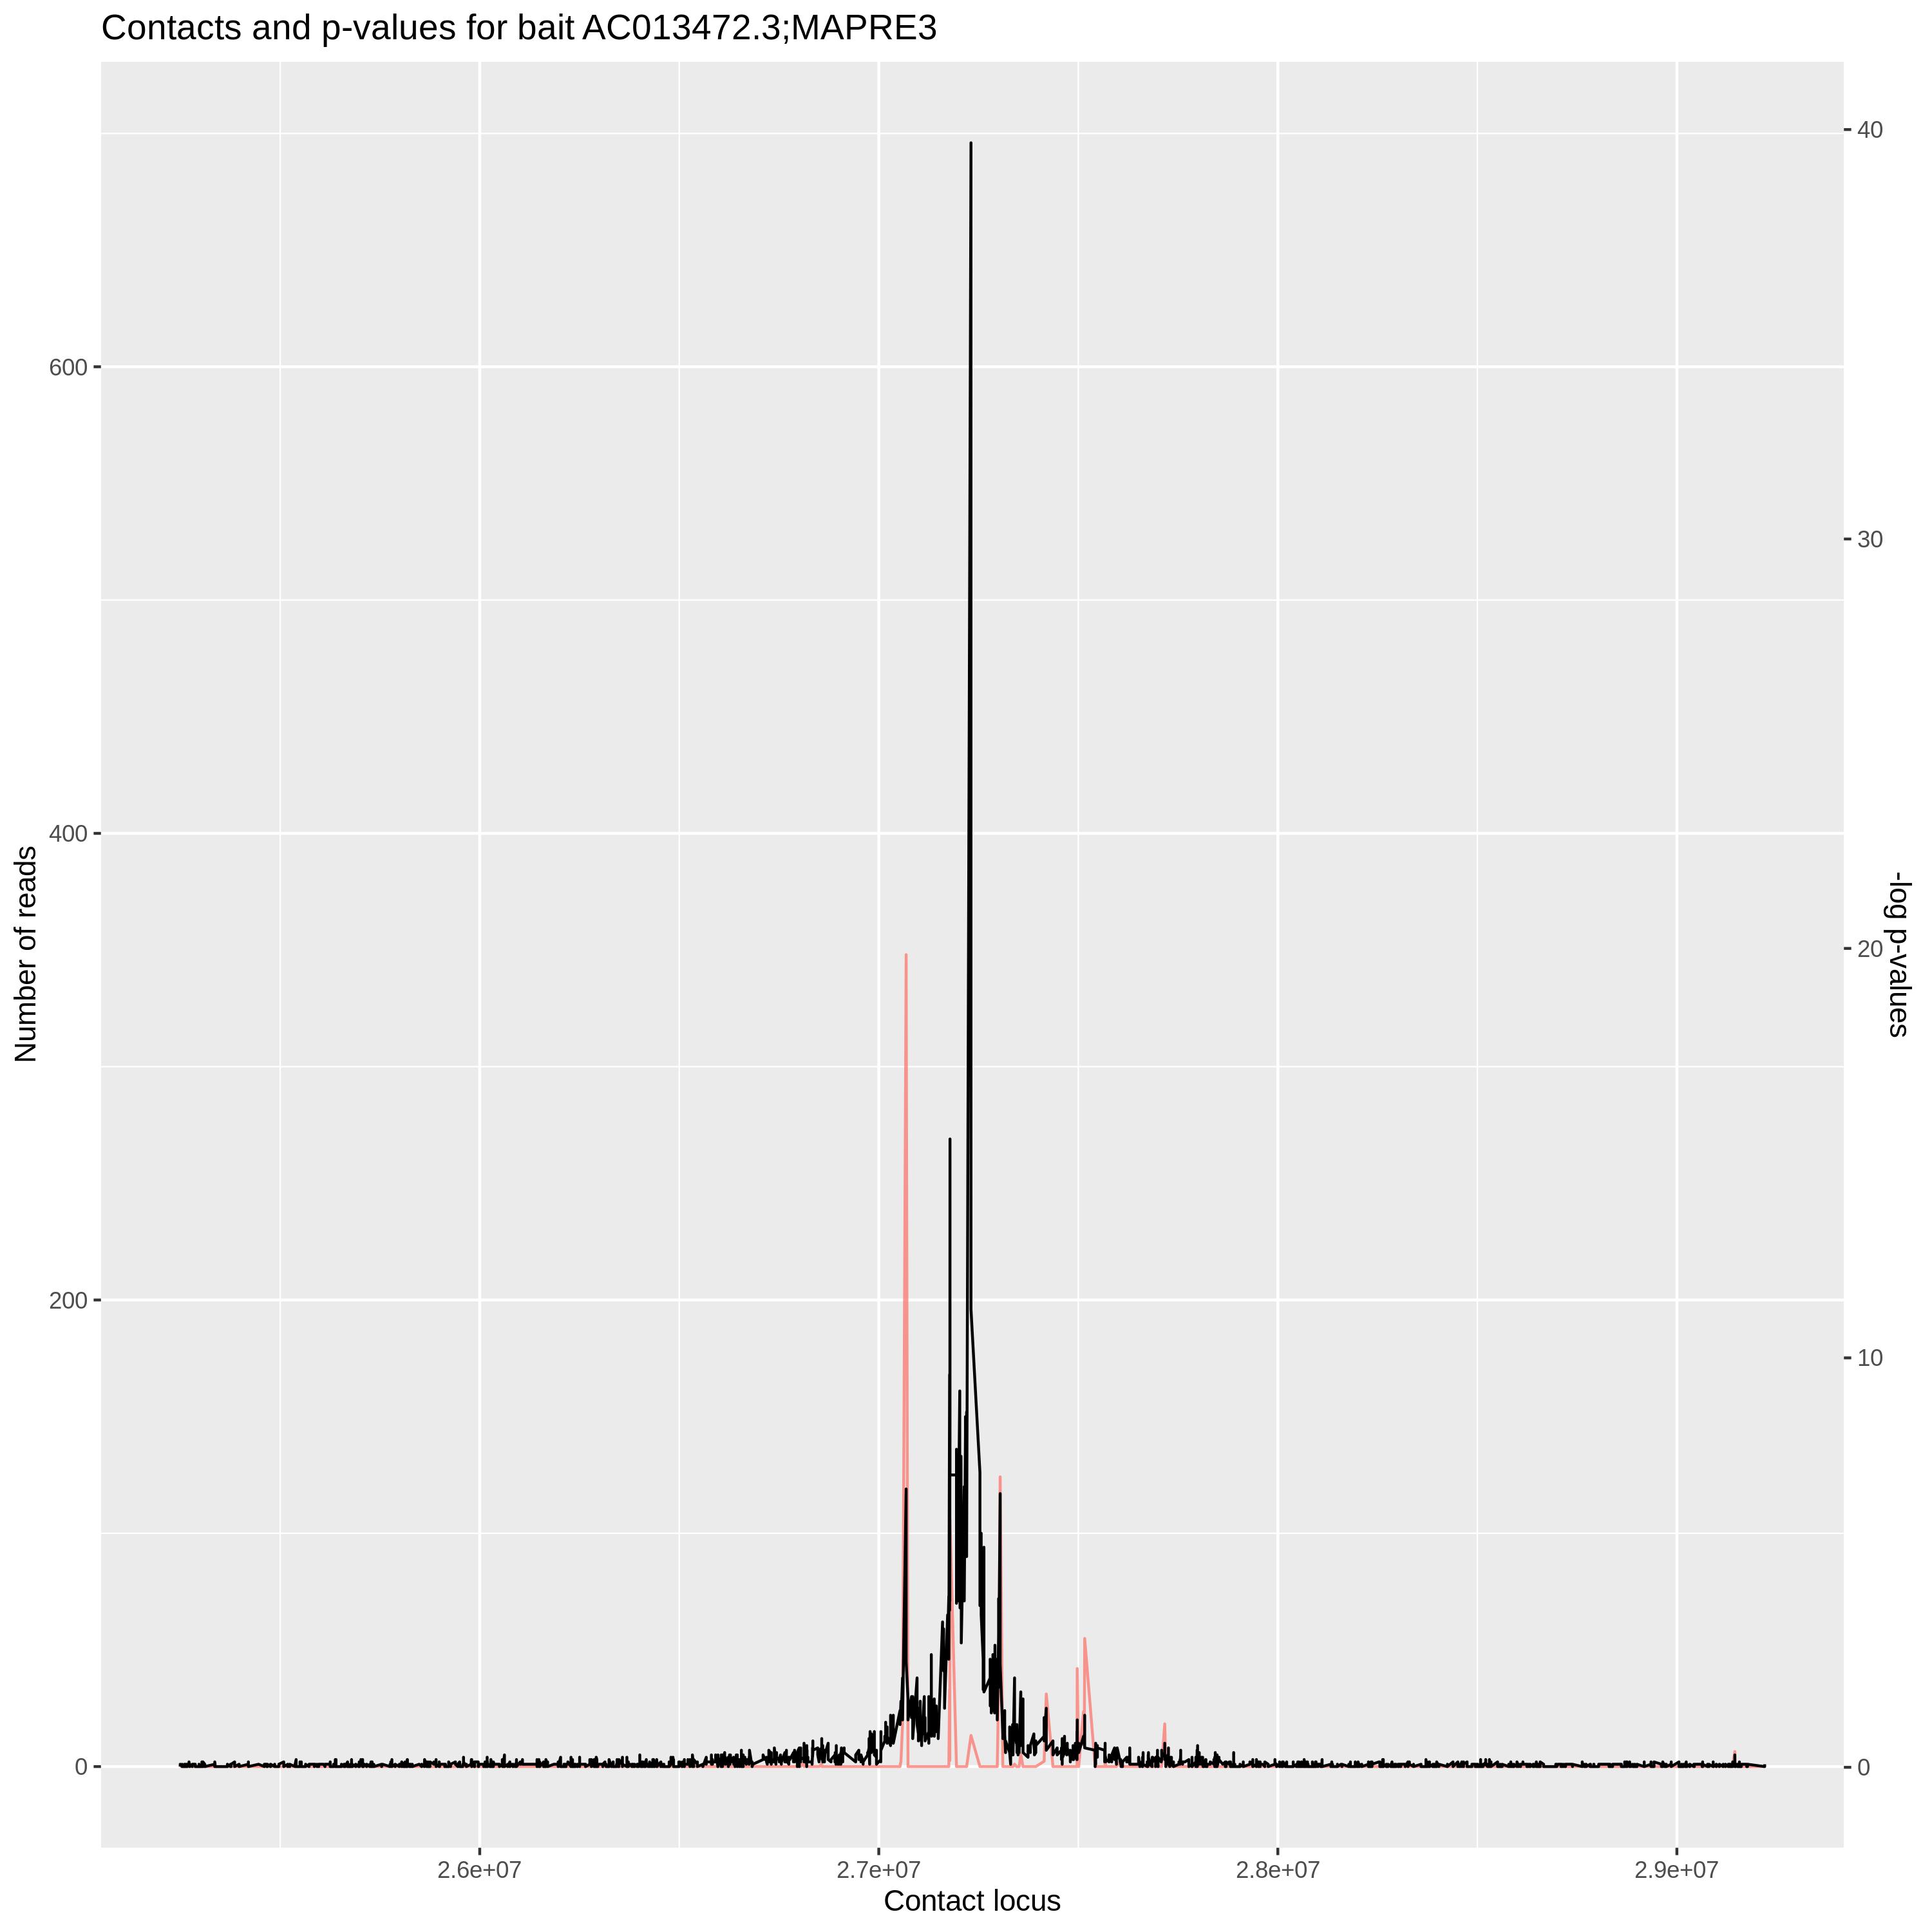 Contacts and p-values for bait AC013472.3;MAPRE3
40
600
30
400
Number of reads
-log p-values
20
200
10
0
0
2.6e+07
2.7e+07
2.8e+07
2.9e+07
Contact locus